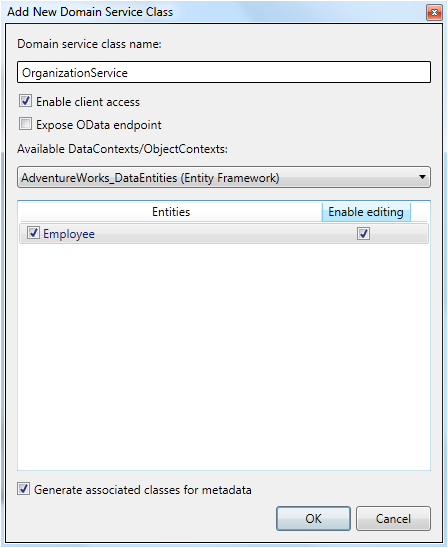 Add New Domain Service Class
Domain service class name:
OrganizationService
Enable client access
Expose OData endpoint
Available DataContexts/ObjectContexts:
AdventureWorks_DataEntities (Entity Framework)
Entities Enable editing
Employee
Generate associated classes for metadata
OK Cancel